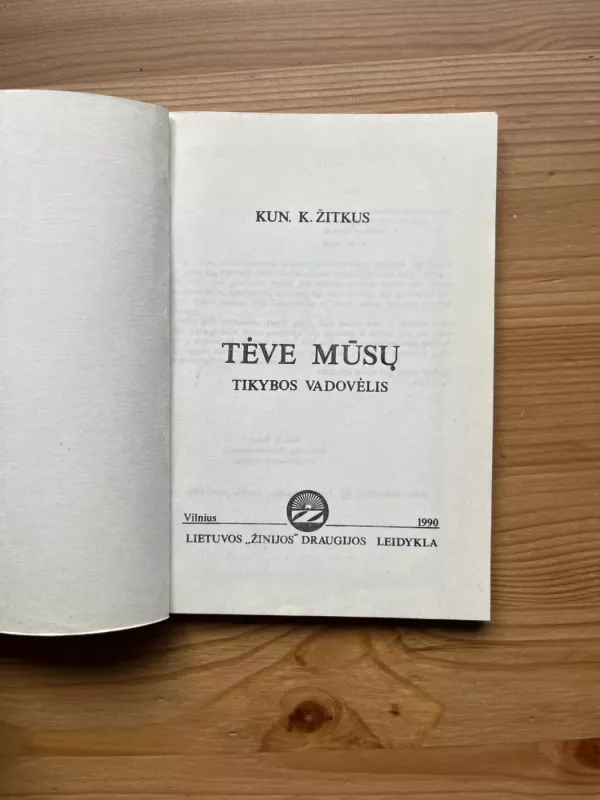 KUN. K. ŽITKUS
TĖVE MŪSŲ
TIKYBOS VADOVĖLIS
Vilnius 1990
LIETUVOS „ŽINIJOS" DRAUGIJOS LEIDYKLA